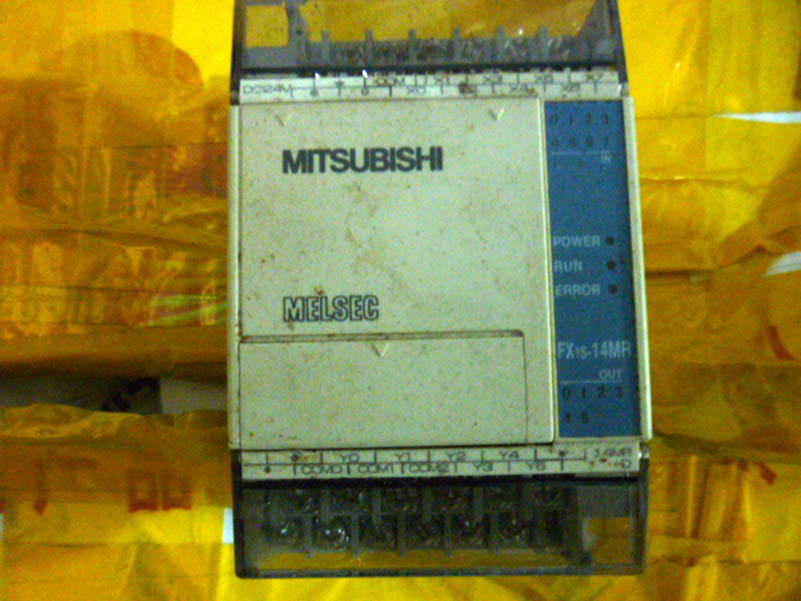 DC24V COM X1 X3 X5 X7
X0 X2 X4 X6
MITSUBISHI
0 1 2 3
4 5 6 7
IN
POWER
RUN
ERROR
MELSEC
FX1S-14MR
OUT
0 1 2 3
4 5
Y0 Y1 Y2 Y4 14MR
COM0 COM1 COM2 Y3 Y5 -D